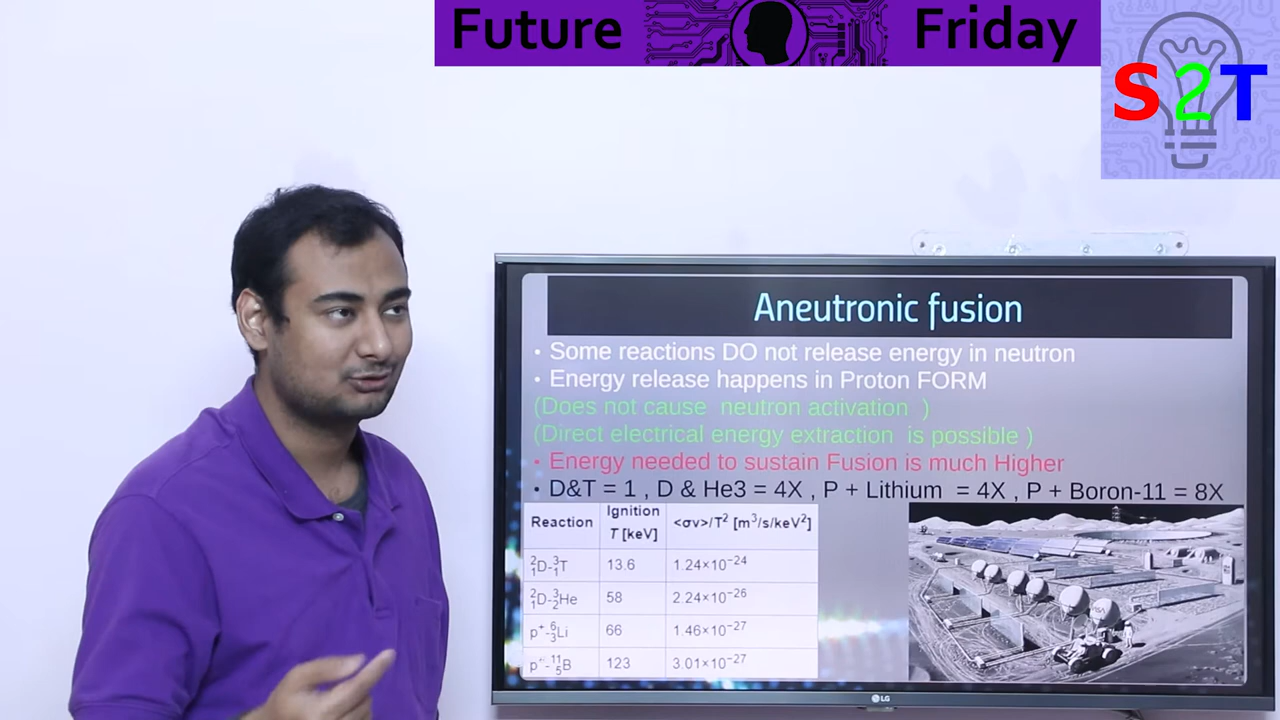 Future Friday
S2T
Aneutronic fusion
• Some reactions DO not release energy in neutron
• Energy release happens in Proton FORM
(Does not cause neutron activation )
(Direct electrical energy extraction is possible )
• Energy needed to sustain Fusion is much Higher
• D&T = 1 , D & He3 = 4X , P + Lithium = 4X , P + Boron-11 = 8X
Reaction Ignition T [keV] <σv>/T² [m³/s/keV²]
²₁D-³₁T 13.6 1.24×10⁻²⁴
²₁D-³₂He 58 2.24×10⁻²⁶
p⁺-⁶₃Li 66 1.46×10⁻²⁷
p⁺-¹¹₅B 123 3.01×10⁻²⁷
LG